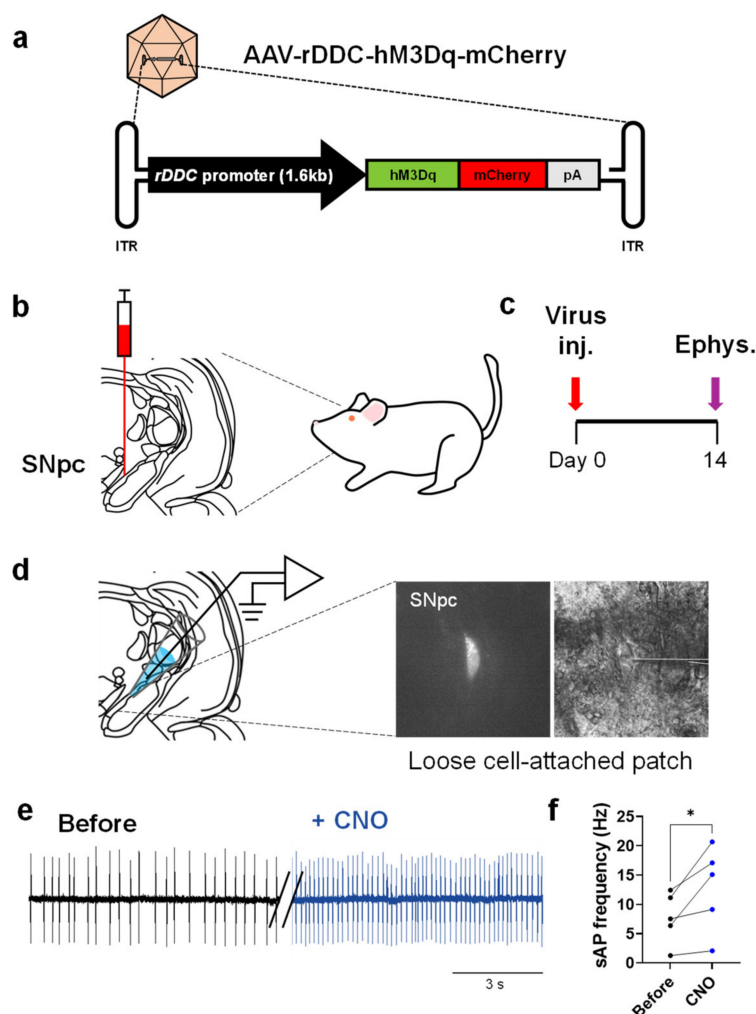 a
AAV-rDDC-hM3Dq-mCherry
rDDC promoter (1.6kb)
hM3Dq
mCherry
pA
ITR
ITR
b
SNpc
c
Virus
inj.
Ephys.
Day 0
14
d
SNpc
Loose cell-attached patch
e
Before
+ CNO
3 s
f
*
sAP frequency (Hz)
25
20
15
10
5
0
Before
CNO